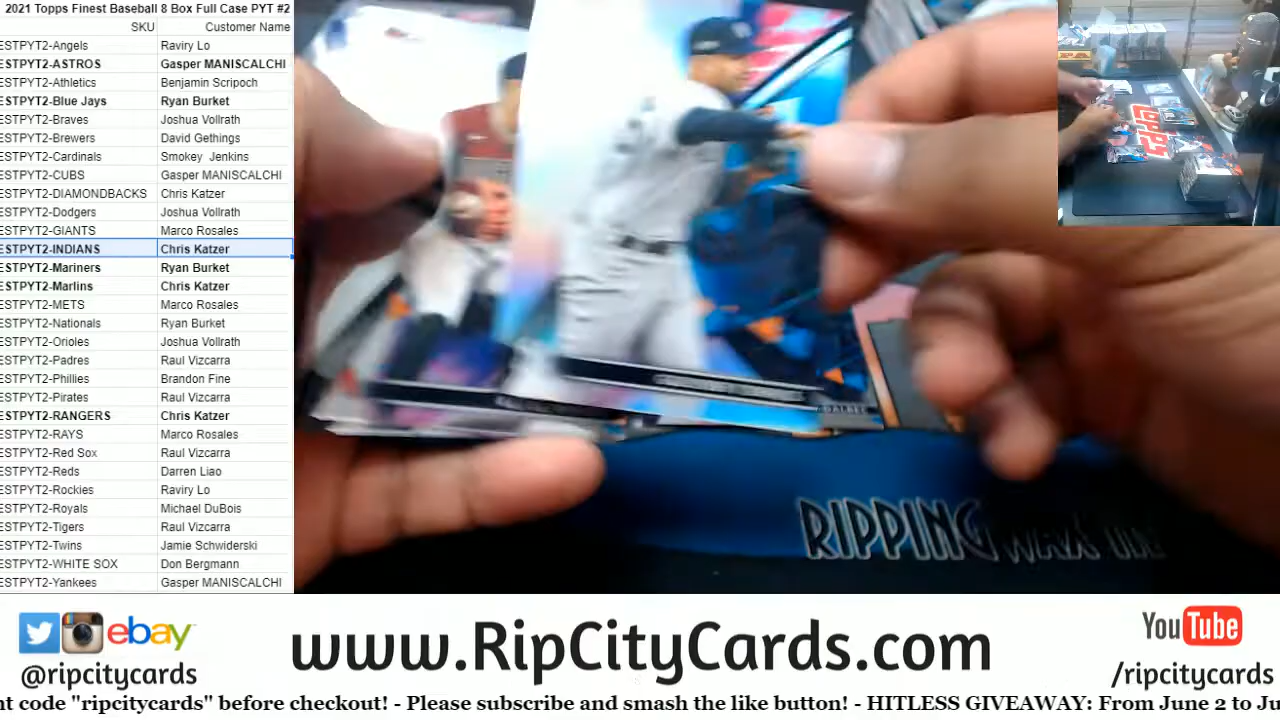 2021 Topps Finest Baseball 8 Box Full Case PYT #2
SKU Customer Name
ESTPYT2-Angels Raviry Lo
ESTPYT2-ASTROS Gasper MANISCALCHI
ESTPYT2-Athletics Benjamin Scripoch
ESTPYT2-Blue Jays Ryan Burket
ESTPYT2-Braves Joshua Vollrath
ESTPYT2-Brewers David Gethings
ESTPYT2-Cardinals Smokey Jenkins
ESTPYT2-CUBS Gasper MANISCALCHI
ESTPYT2-DIAMONDBACKS Chris Katzer
ESTPYT2-Dodgers Joshua Vollrath
ESTPYT2-GIANTS Marco Rosales
ESTPYT2-INDIANS Chris Katzer
ESTPYT2-Mariners Ryan Burket
ESTPYT2-Marlins Chris Katzer
ESTPYT2-METS Marco Rosales
ESTPYT2-Nationals Ryan Burket
ESTPYT2-Orioles Joshua Vollrath
ESTPYT2-Padres Raul Vizcarra
ESTPYT2-Phillies Brandon Fine
ESTPYT2-Pirates Raul Vizcarra
ESTPYT2-RANGERS Chris Katzer
ESTPYT2-RAYS Marco Rosales
ESTPYT2-Red Sox Raul Vizcarra
ESTPYT2-Reds Darren Liao
ESTPYT2-Rockies Raviry Lo
ESTPYT2-Royals Michael DuBois
ESTPYT2-Tigers Raul Vizcarra
ESTPYT2-Twins Jamie Schwiderski
ESTPYT2-WHITE SOX Don Bergmann
ESTPYT2-Yankees Gasper MANISCALCHI
topps
DALBEC
RIPPING WAX IN
ebay
@ripcitycards
www.RipCityCards.com
YouTube
/ripcitycards
nt code "ripcitycards" before checkout! - Please subscribe and smash the like button! - HITLESS GIVEAWAY: From June 2 to Ju